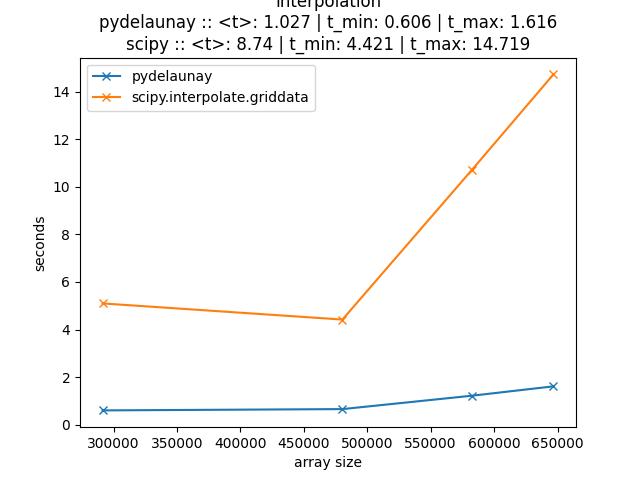 Interpolation
pydelaunay :: <t>: 1.027 | t_min: 0.606 | t_max: 1.616
scipy :: <t>: 8.74 | t_min: 4.421 | t_max: 14.719
pydelaunay
scipy.interpolate.griddata
14
12
10
8
6
4
2
0
seconds
300000 350000 400000 450000 500000 550000 600000 650000
array size